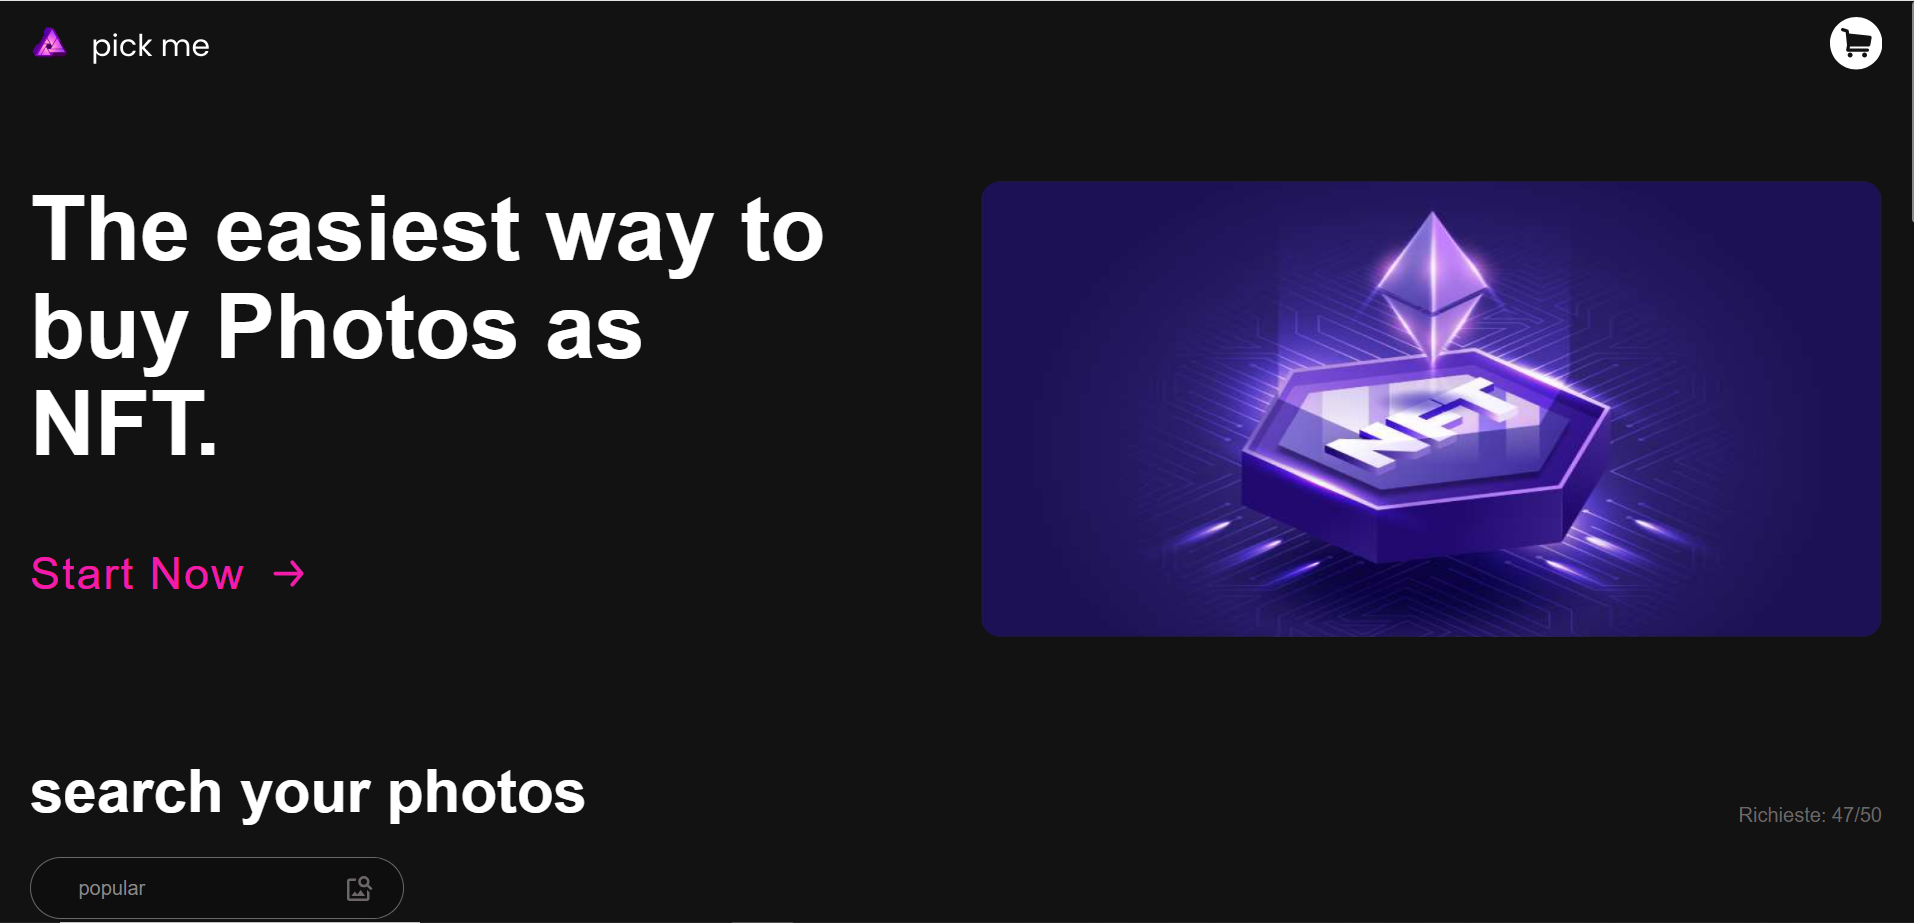 pick me
The easiest way to
buy Photos as
NFT.
NFT
Start Now
search your photos
Richieste: 47/50
popular